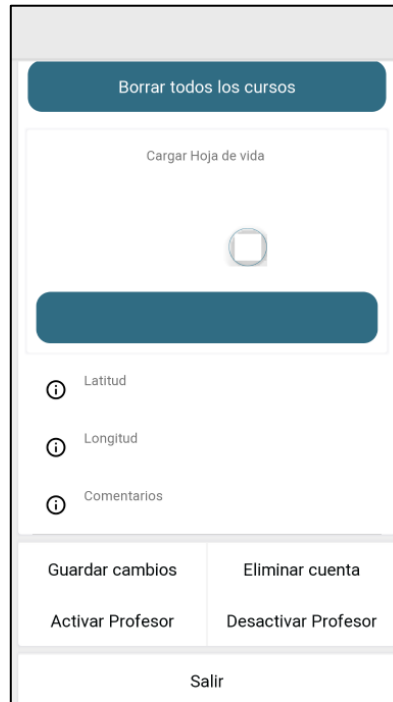 Borrar todos los cursos
Cargar Hoja de vida
Latitud
Longitud
Comentarios
Guardar cambios
Eliminar cuenta
Activar Profesor
Desactivar Profesor
Salir